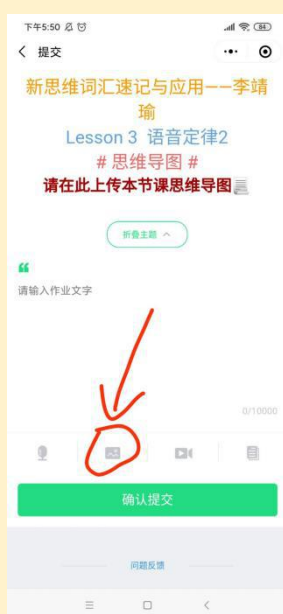 下午5:50
84
提交
新思维词汇速记与应用——李靖
瑜
Lesson 3 语音定律2
# 思维导图 #
请在此上传本节课思维导图
折叠主题
请输入作业文字
0/10000
确认提交
问题反馈